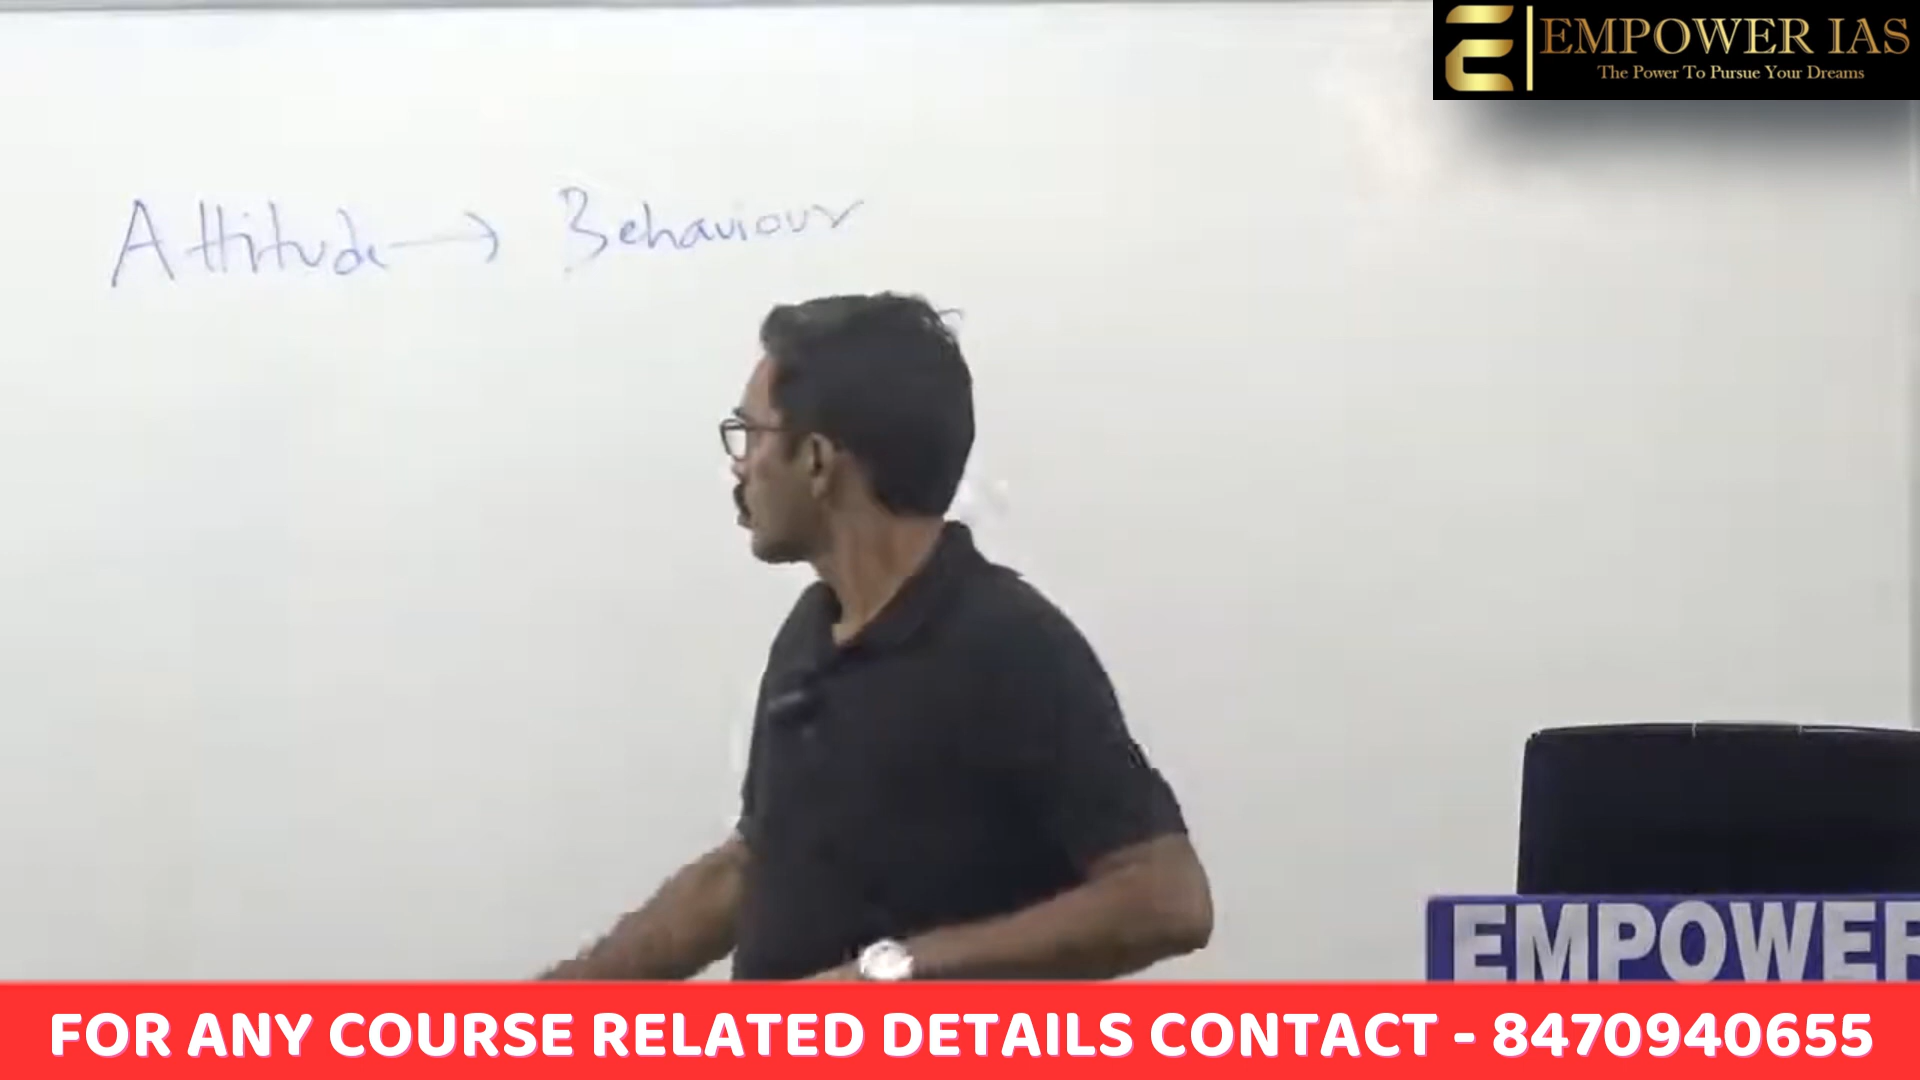 EMPOWER IAS
The Power To Pursue Your Dreams
Attitude → Behaviour
EMPOWER
FOR ANY COURSE RELATED DETAILS CONTACT - 8470940655